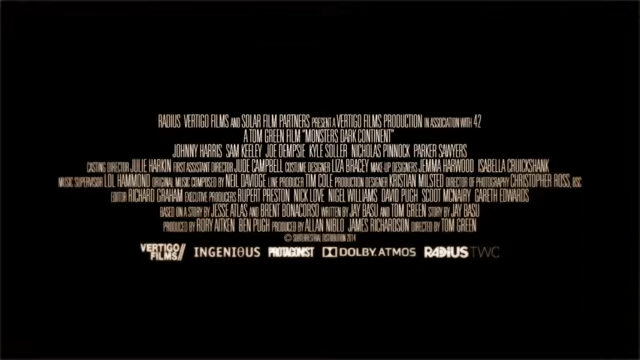 RADIUS VERTIGO FILMS AND SOLAR FILM PARTNERS PRESENT A VERTIGO FILMS PRODUCTION IN ASSOCIATION WITH 42
A TOM GREEN FILM "MONSTERS DARK CONTINENT"
JOHNNY HARRIS SAM KEELEY JOE DEMPSIE KYLE SOLLER NICHOLAS PINNOCK PARKER SAWYERS
CASTING DIRECTOR JULIE HARKIN FIRST ASSISTANT DIRECTOR JUDE CAMPBELL COSTUME DESIGNER LIZA BRACEY MAKE-UP DESIGNERS JEMMA HARWOOD ISABELLA CRUICKSHANK
MUSIC SUPERVISOR LOL HAMMOND ORIGINAL MUSIC COMPOSED BY NEIL DAVIDGE LINE PRODUCER TIM COLE PRODUCTION DESIGNER KRISTIAN MILSTED DIRECTOR OF PHOTOGRAPHY CHRISTOPHER ROSS, BSC
EDITOR RICHARD GRAHAM EXECUTIVE PRODUCERS RUPERT PRESTON NICK LOVE NIGEL WILLIAMS DAVID PUGH SCOOT MCNAIRY GARETH EDWARDS
BASED ON A STORY BY JESSE ATLAS AND BRENT BONACORSO WRITTEN BY JAY BASU AND TOM GREEN STORY BY JAY BASU
PRODUCED BY RORY AITKEN BEN PUGH PRODUCED BY ALLAN NIBLO JAMES RICHARDSON DIRECTED BY TOM GREEN
© SUBTERRESTRIAL DISTRIBUTION 2014
VERTIGO FILMS// INGENIOUS PROTAGONIST DOLBY ATMOS RADIUS TWC